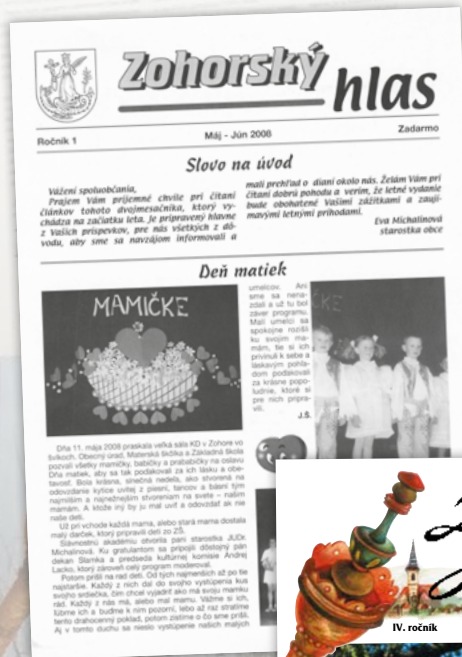 Zohorský
hlas
Ročník 1
Máj - Jún 2008
Zadarmo
Slovo na úvod
Vážení spoluobčania,
Prajem Vám príjemné chvíle pri čítaní
článkov tohoto dvojmesačníka, ktorý vy-
chádza na začiatku leta. Je pripravený hlavne
z Vašich príspevkov, pre nás všetkých z dô-
vodu, aby sme sa navzájom informovali a
mali prehľad o dianí okolo nás. Želám Vám pri
čítaní dobrú pohodu a verím, že letné vydanie
bude obohatené Vašimi zážitkami a zaují-
mavými letnými príhodami.
Eva Michalinová
starostka obce
Deň matiek
MAMIČKE
Dňa 11. mája 2008 praskala veľká sála KD v Zohore vo
švíkoch. Obecný úrad, Materská škôlka a Základná škola
pozvali všetky mamičky, babičky a prababičky na oslavu
Dňa matiek, aby sa tak poďakovali za ich lásku a obe-
tavosť. Bola krásna, slnečná nedeľa, ako stvorená na
odovzdanie kytice uvitej z piesní, tancov a básní tým
najmilším a najnežnejším stvoreniam na svete – našim
mamám. A ktože iný by ju mal uviť a odovzdať ak nie
naše deti.
Už pri vchode každá mama, alebo stará mama dostala
malý darček, ktorý pripravili deti zo ZŠ.
Slávnostnú akadémiu otvorila pani starostka JUDr.
Michalinová. Ku gratulantom sa pripojili dôstojný pán
dekan Slamka a predseda kultúrnej komisie Andrej
Lacko, ktorý zároveň celý program moderoval.
Potom prišli na rad deti. Od tých najmenších až po tie
najstaršie. Každý z nich dal do svojho vystúpenia kus
svojho srdiečka, čím chcel vyjadriť ako má svoju mamku
rád. Každý z nás má, alebo mal mamu. Vážme si ich,
ľúbme ich a buďme k nim pozorní, lebo až raz stratíme
tento drahocenný poklad, potom zistíme o čo sme prišli.
Aj v tomto duchu sa nieslo vystúpenie našich malých
umelcov. Ani
sme sa nena-
zdali a už tu bol
záver programu.
Malí umelci sa
spokojne rozišli
ku svojim ma-
mám, tie si ich
privinuli k sebe a
láskavým pohľa-
dom poďakovali
za krásne popo-
ludnie, ktoré si
pre nich pripra-
vili.
J.Š.
IV. ročník